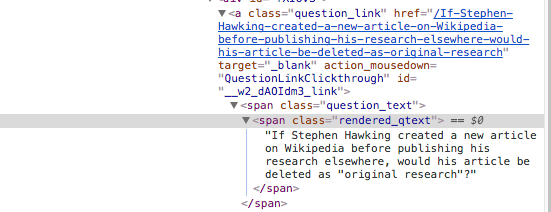 <a class="question_link" href="/If-Stephen-
Hawking-created-a-new-article-on-Wikipedia-
before-publishing-his-research-elsewhere-would-
his-article-be-deleted-as-original-research"
target="_blank" action_mousedown=
"QuestionLinkClickthrough" id=
"__w2_dAOIdm3_link">
<span class="question_text">
<span class="rendered_qtext"> == $0
"If Stephen Hawking created a new article
on Wikipedia before publishing his
research elsewhere, would his article be
deleted as "original research"?"
</span>
</span>